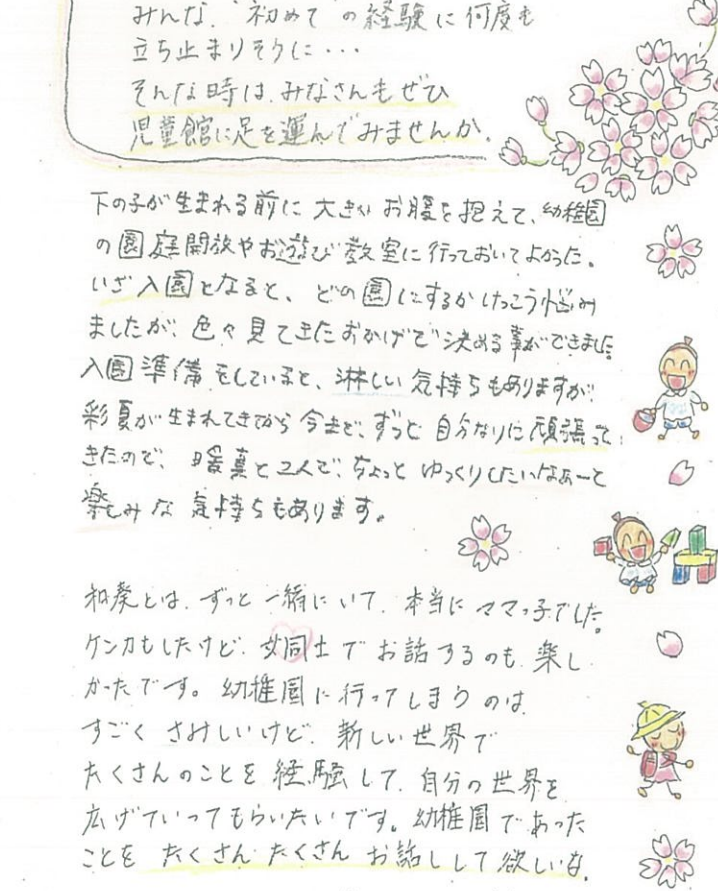 みんな、"初めて"の経験に何度も
立ち止まりそうに・・・
そんな時は、みなさんもぜひ
児童館に足を運んでみませんか。
下の子が生まれる前に大きなお腹を抱えて、幼稚園
の園庭開放やお遊び教室に行っておいてよかった。
いざ入園となると、どの園にするかけっこう悩み
ましたが、色々見てきたおかげで決める事ができました
入園準備をしていると、淋しい気持ちもありますが、
彩夏が生まれてきてから今まで、ずっと自分なりに頑張って
きたので、暖真と2人で、ちょっとゆっくりしたいなぁーと
楽しみな気持ちもあります。
和葵とは、ずっと一緒にいて、本当にママっ子でした。
ケンカもしたけど、女同士でお話するのも、楽し
かったです。幼稚園に行ってしまうのは
すごくさみしいけど、新しい世界で
たくさんのことを経験して、自分の世界を
広げていってもらいたいです。幼稚園であった
ことをたくさんたくさんお話しして欲しいな。